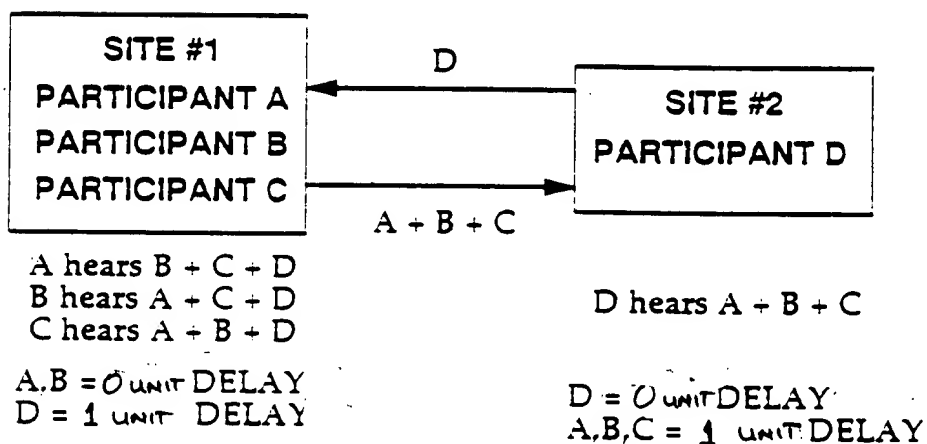 SITE #1
PARTICIPANT A
PARTICIPANT B
PARTICIPANT C
D
A + B + C
SITE #2
PARTICIPANT D
A hears B + C + D
B hears A + C + D
C hears A + B + D
A,B = 0 UNIT DELAY
D = 1 UNIT DELAY
D hears A + B + C
D = 0 UNIT DELAY
A,B,C = 1 UNIT DELAY